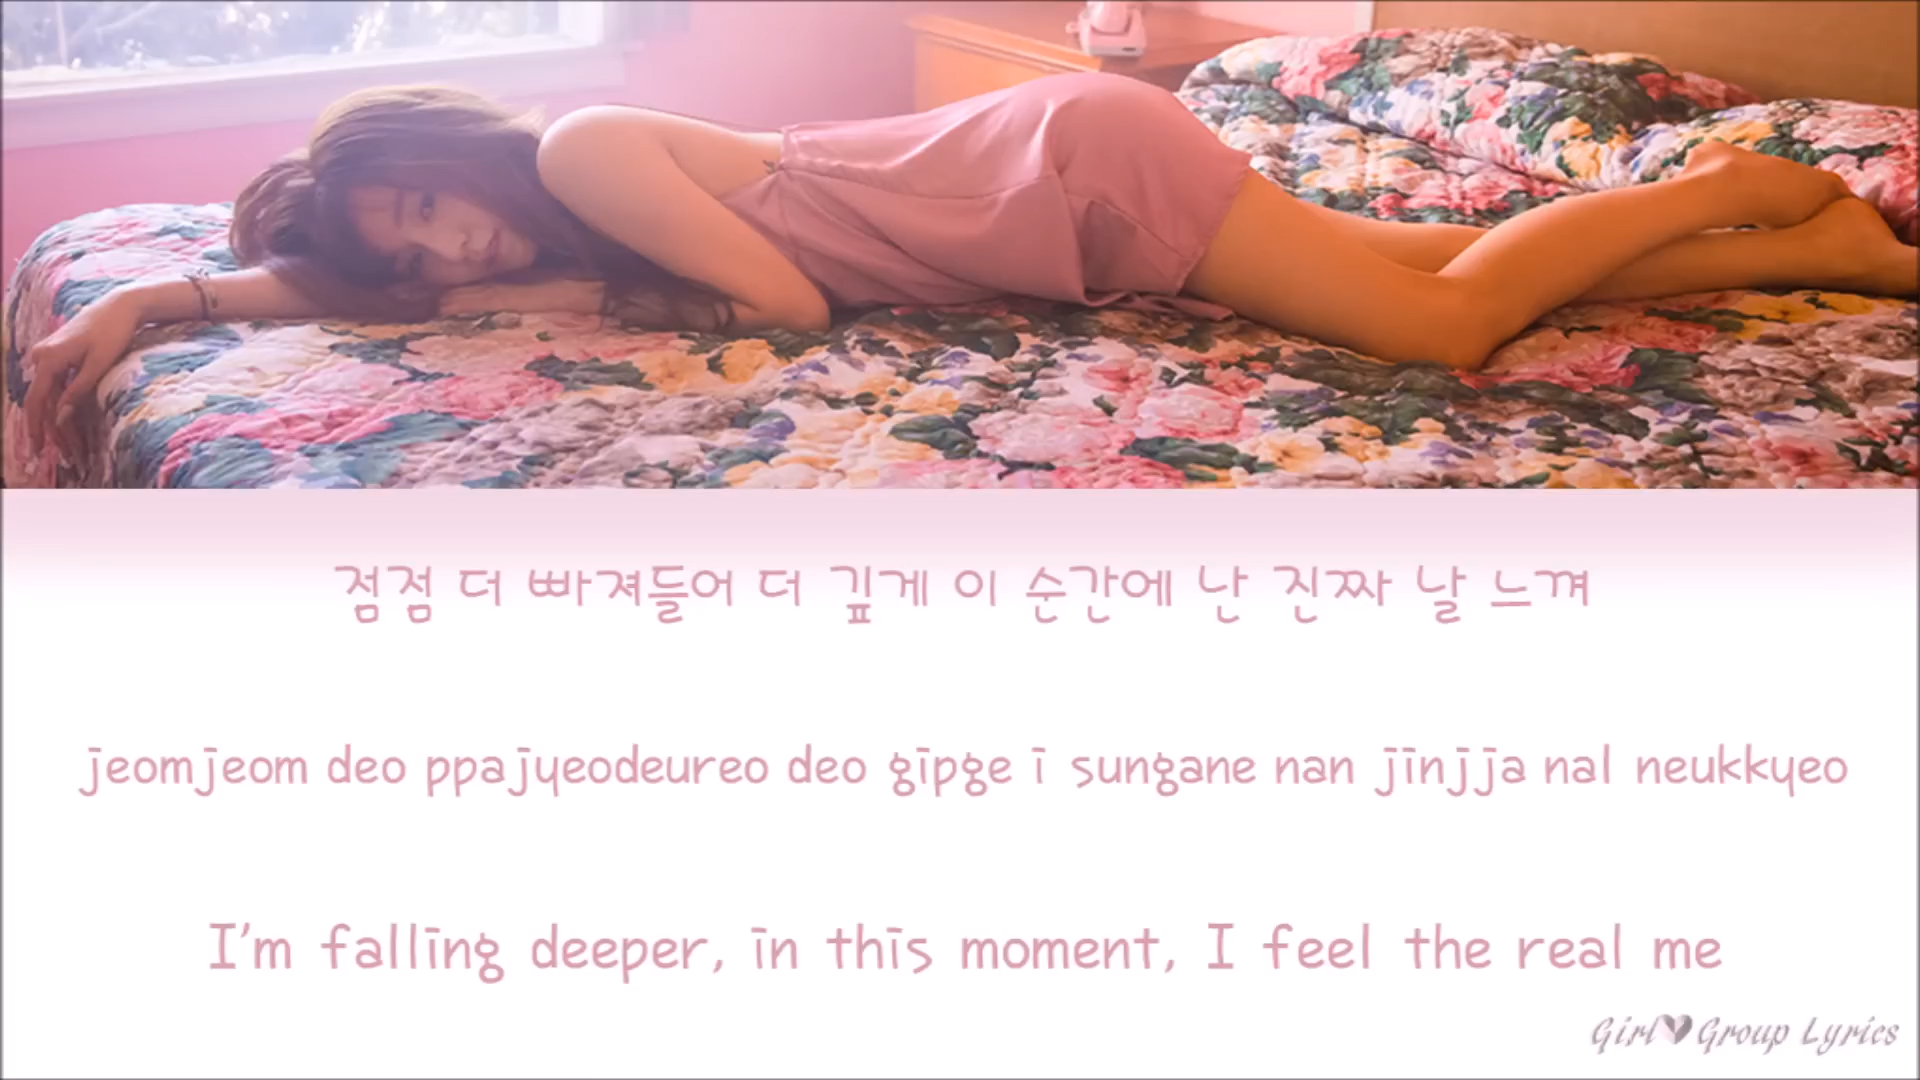 점점 더 빠져들어 더 깊게 이 순간에 난 진짜 날 느껴
jeomjeom deo ppajyeodeureo deo gipge i sungane nan jinjja nal neukkyeo
I'm falling deeper, in this moment, I feel the real me
Girl Group Lyrics